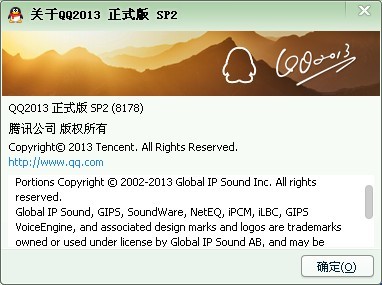 关于QQ2013 正式版 SP2
QQ2013
QQ2013 正式版 SP2 (8178)
腾讯公司 版权所有
Copyright© 2013 Tencent. All Rights Reserved.
http://www.qq.com
Portions Copyright © 2002-2013 Global IP Sound Inc. All rights
reserved.
Global IP Sound, GIPS, SoundWare, NetEQ, iPCM, iLBC, GIPS
VoiceEngine, and associated design marks and logos are trademarks
owned or used under license by Global IP Sound AB, and may be
确定(O)